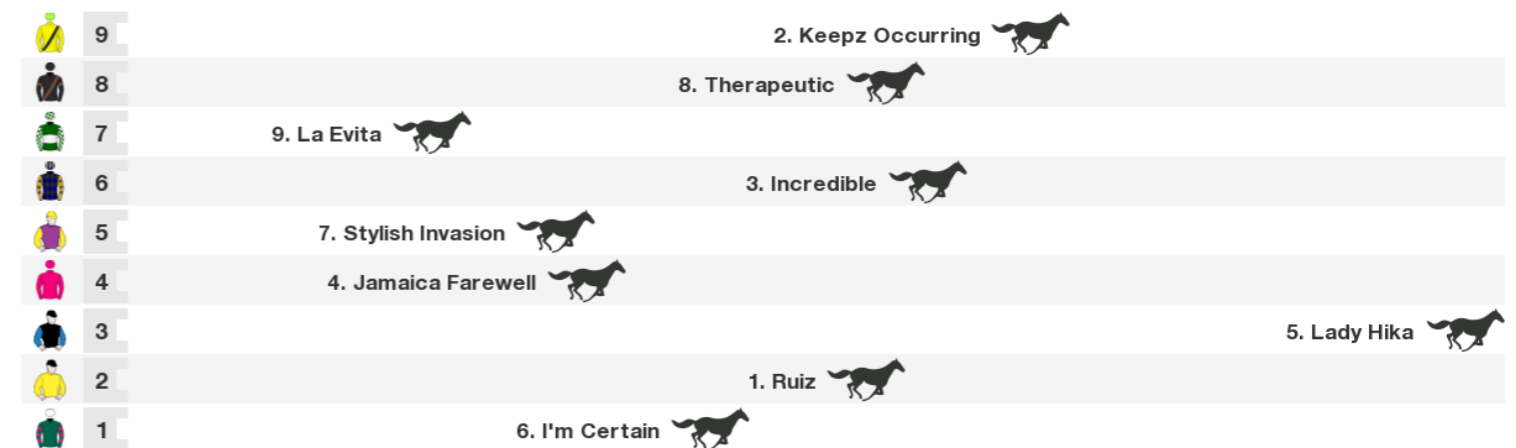 9 2. Keepz Occurring
8 8. Therapeutic
7 9. La Evita
6 3. Incredible
5 7. Stylish Invasion
4 4. Jamaica Farewell
3 5. Lady Hika
2 1. Ruiz
1 6. I'm Certain